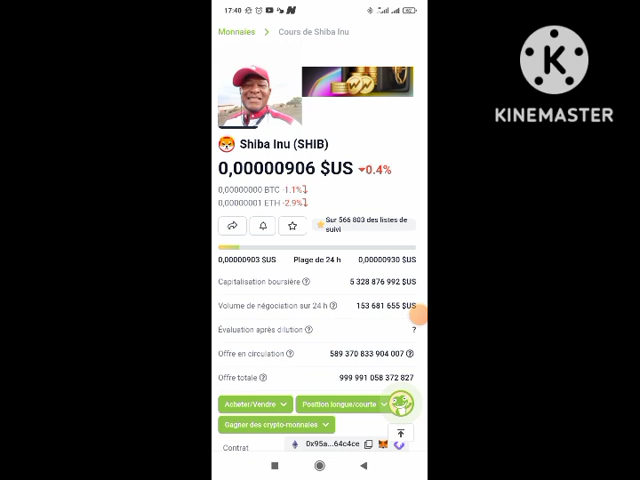 17:40
Monnaies > Cours de Shiba Inu
KINEMASTER
Shiba Inu (SHIB)
0,00000906 $US 0.4%
0,00000000 BTC -1.1%
0,00000001 ETH -2.9%
Sur 566 803 des listes de
suivi
0,00000903 $US Plage de 24 h 0,00000930 $US
Capitalisation boursière 5 328 876 992 $US
Volume de négociation sur 24 h 153 681 655 $US
Évaluation après dilution ?
Offre en circulation 589 370 833 904 007
Offre totale 999 991 058 372 827
Acheter/Vendre Position longue/courte
Gagner des crypto-monnaies
Contrat 0x95a...64c4ce